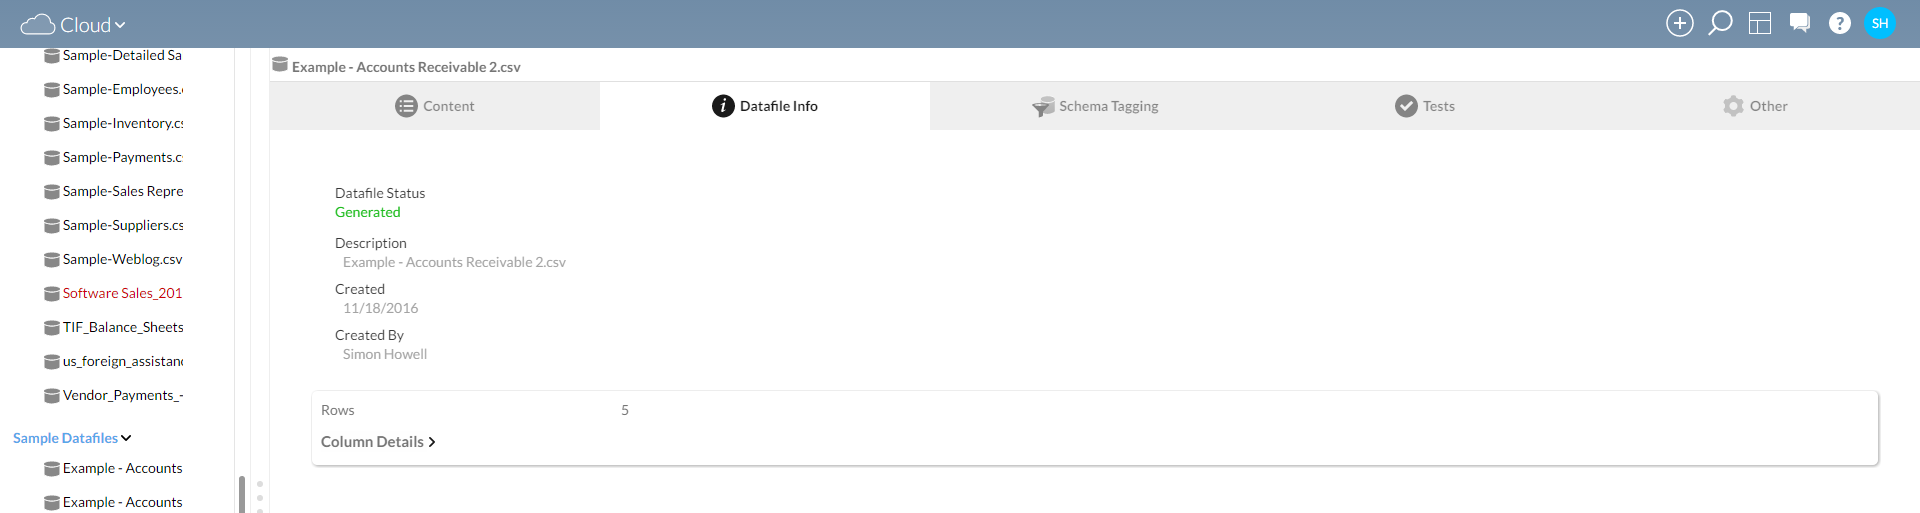 Cloud
SH
Sample-Detailed Sa
Sample-Employees.
Sample-Inventory.cs
Sample-Payments.c
Sample-Sales Repre
Sample-Suppliers.cs
Sample-Weblog.csv
Software Sales_201
TIF_Balance_Sheets
us_foreign_assistanc
Vendor_Payments_-
Sample Datafiles
Example - Accounts
Example - Accounts
Example - Accounts Receivable 2.csv
Content
Datafile Info
Schema Tagging
Tests
Other
Datafile Status
Generated
Description
Example - Accounts Receivable 2.csv
Created
11/18/2016
Created By
Simon Howell
Rows 5
Column Details